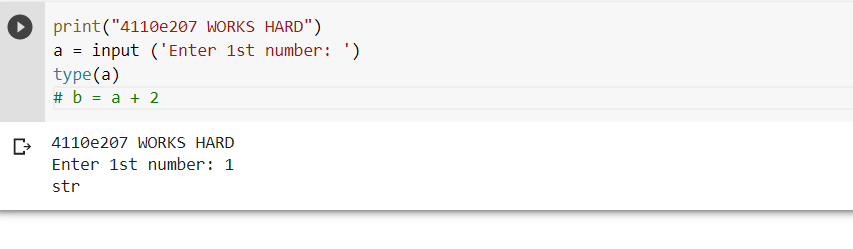 print("4110e207 WORKS HARD")
a = input ('Enter 1st number: ')
type(a)
# b = a + 2
4110e207 WORKS HARD
Enter 1st number: 1
str